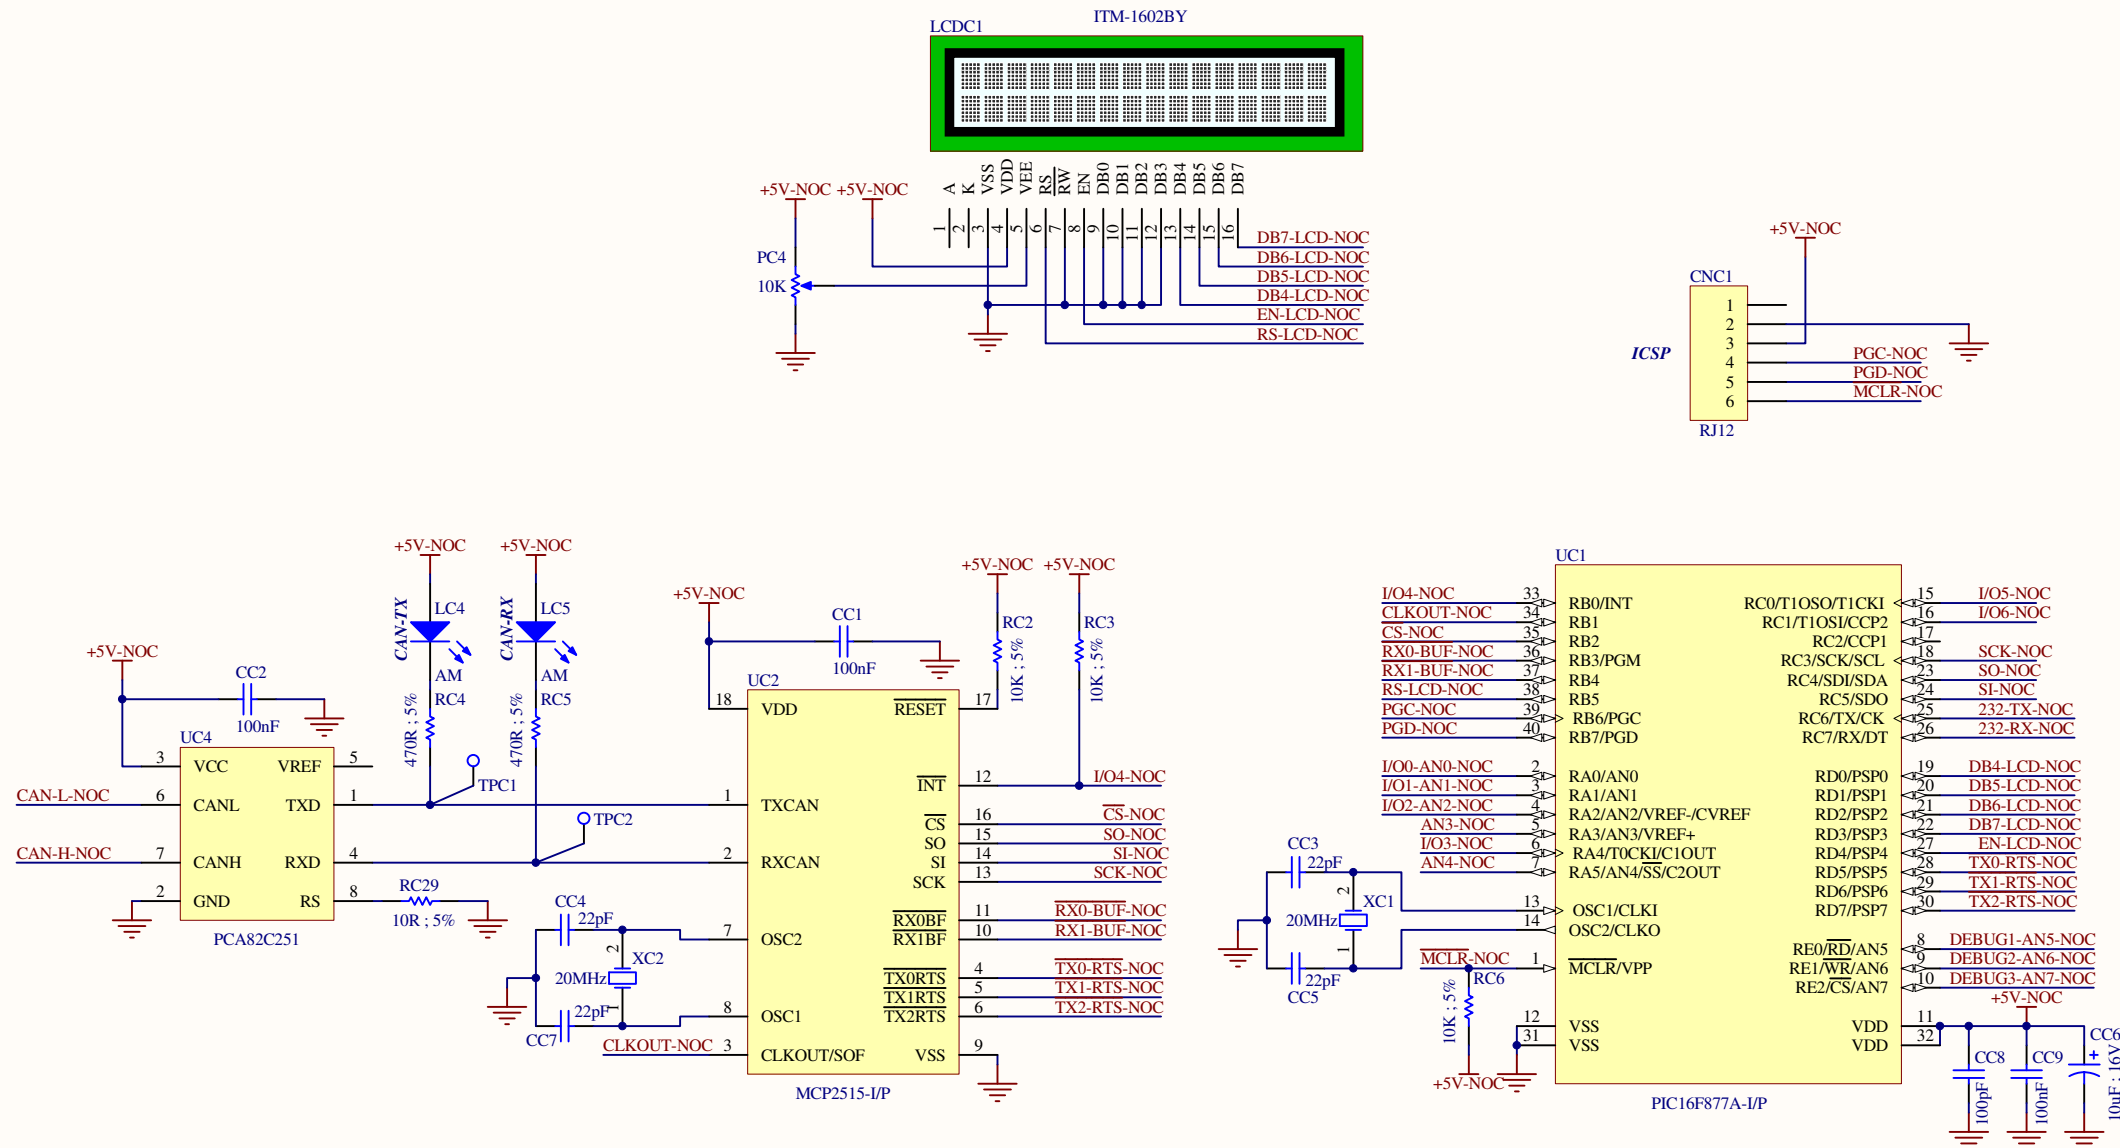 ITM-1602BY
LCDC1
A
K
VSS
VDD
VEE
RS
RW
EN
DB0
DB1
DB2
DB3
DB4
DB5
DB6
DB7
1
2
3
4
5
6
7
8
9
10
11
12
13
14
15
16
+5V-NOC +5V-NOC
PC4
10K
DB7-LCD-NOC
DB6-LCD-NOC
DB5-LCD-NOC
DB4-LCD-NOC
EN-LCD-NOC
RS-LCD-NOC
+5V-NOC
CNC1
ICSP
1
2
3
4
5
6
PGC-NOC
PGD-NOC
MCLR-NOC
RJ12
+5V-NOC
CC2
100nF
UC4
3 VCC VREF 5
CAN-L-NOC 6 CANL TXD 1
CAN-H-NOC 7 CANH RXD 4
2 GND RS 8
PCA82C251
RC29
10R ; 5%
+5V-NOC
CAN-TX
LC4
AM
RC4
470R ; 5%
TPC1
+5V-NOC
CAN-RX
LC5
AM
RC5
470R ; 5%
TPC2
CC4
22pF
2
XC2
20MHz
1
22pF
CC7
+5V-NOC
CC1
100nF
UC2
18 VDD RESET 17
INT 12 I/O4-NOC
1 TXCAN
CS 16 CS-NOC
SO 15 SO-NOC
2 RXCAN SI 14 SI-NOC
SCK 13 SCK-NOC
RX0BF 11 RX0-BUF-NOC
7 OSC2 RX1BF 10 RX1-BUF-NOC
TX0RTS 4 TX0-RTS-NOC
TX1RTS 5 TX1-RTS-NOC
8 OSC1 TX2RTS 6 TX2-RTS-NOC
CLKOUT-NOC 3 CLKOUT/SOF VSS 9
MCP2515-I/P
+5V-NOC +5V-NOC
RC2
10K ; 5%
RC3
10K ; 5%
UC1
I/O4-NOC 33 RB0/INT RC0/T1OSO/T1CKI 15 I/O5-NOC
CLKOUT-NOC 34 RB1 RC1/T1OSI/CCP2 16 I/O6-NOC
CS-NOC 35 RB2 RC2/CCP1 17
RX0-BUF-NOC 36 RB3/PGM RC3/SCK/SCL 18 SCK-NOC
RX1-BUF-NOC 37 RB4 RC4/SDI/SDA 23 SO-NOC
RS-LCD-NOC 38 RB5 RC5/SDO 24 SI-NOC
PGC-NOC 39 RB6/PGC RC6/TX/CK 25 232-TX-NOC
PGD-NOC 40 RB7/PGD RC7/RX/DT 26 232-RX-NOC
I/O0-AN0-NOC 2 RA0/AN0 RD0/PSP0 19 DB4-LCD-NOC
I/O1-AN1-NOC 3 RA1/AN1 RD1/PSP1 20 DB5-LCD-NOC
I/O2-AN2-NOC 4 RA2/AN2/VREF-/CVREF RD2/PSP2 21 DB6-LCD-NOC
AN3-NOC 5 RA3/AN3/VREF+ RD3/PSP3 22 DB7-LCD-NOC
I/O3-NOC 6 RA4/T0CKI/C1OUT RD4/PSP4 27 EN-LCD-NOC
AN4-NOC 7 RA5/AN4/SS/C2OUT RD5/PSP5 28 TX0-RTS-NOC
RD6/PSP6 29 TX1-RTS-NOC
13 OSC1/CLKI RD7/PSP7 30 TX2-RTS-NOC
14 OSC2/CLKO
RE0/RD/AN5 8 DEBUG1-AN5-NOC
MCLR-NOC 1 MCLR/VPP RE1/WR/AN6 9 DEBUG2-AN6-NOC
RE2/CS/AN7 10 DEBUG3-AN7-NOC
12 VSS VDD 11
31 VSS VDD 32
PIC16F877A-I/P
CC3
22pF
2
XC1
20MHz
1
22pF
CC5
RC6
10K ; 5%
+5V-NOC
+5V-NOC
CC8
100pF
CC9
100nF
CC6
+
10uF ; 16V